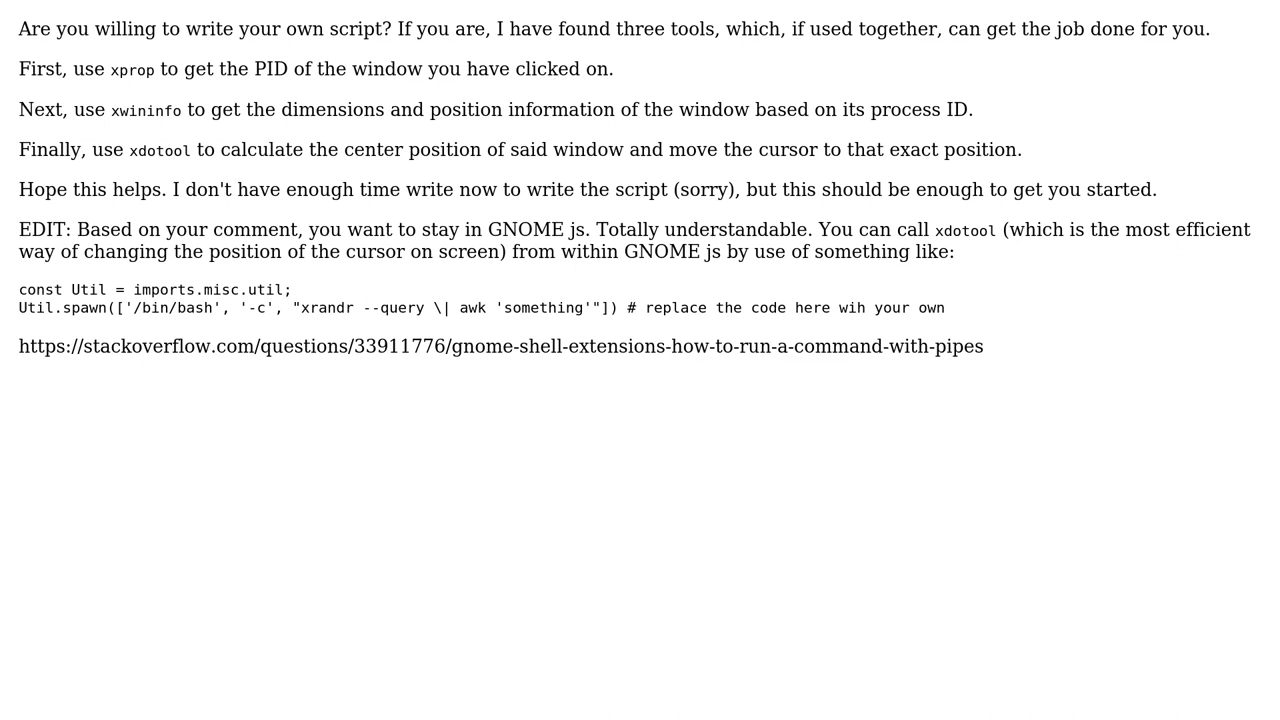 Are you willing to write your own script? If you are, I have found three tools, which, if used together, can get the job done for you.
First, use xprop to get the PID of the window you have clicked on.
Next, use xwininfo to get the dimensions and position information of the window based on its process ID.
Finally, use xdotool to calculate the center position of said window and move the cursor to that exact position.
Hope this helps. I don't have enough time write now to write the script (sorry), but this should be enough to get you started.
EDIT: Based on your comment, you want to stay in GNOME js. Totally understandable. You can call xdotool (which is the most efficient
way of changing the position of the cursor on screen) from within GNOME js by use of something like:
const Util = imports.misc.util;
Util.spawn(['/bin/bash', '-c', "xrandr --query \| awk 'something'"]) # replace the code here wih your own
https://stackoverflow.com/questions/33911776/gnome-shell-extensions-how-to-run-a-command-with-pipes